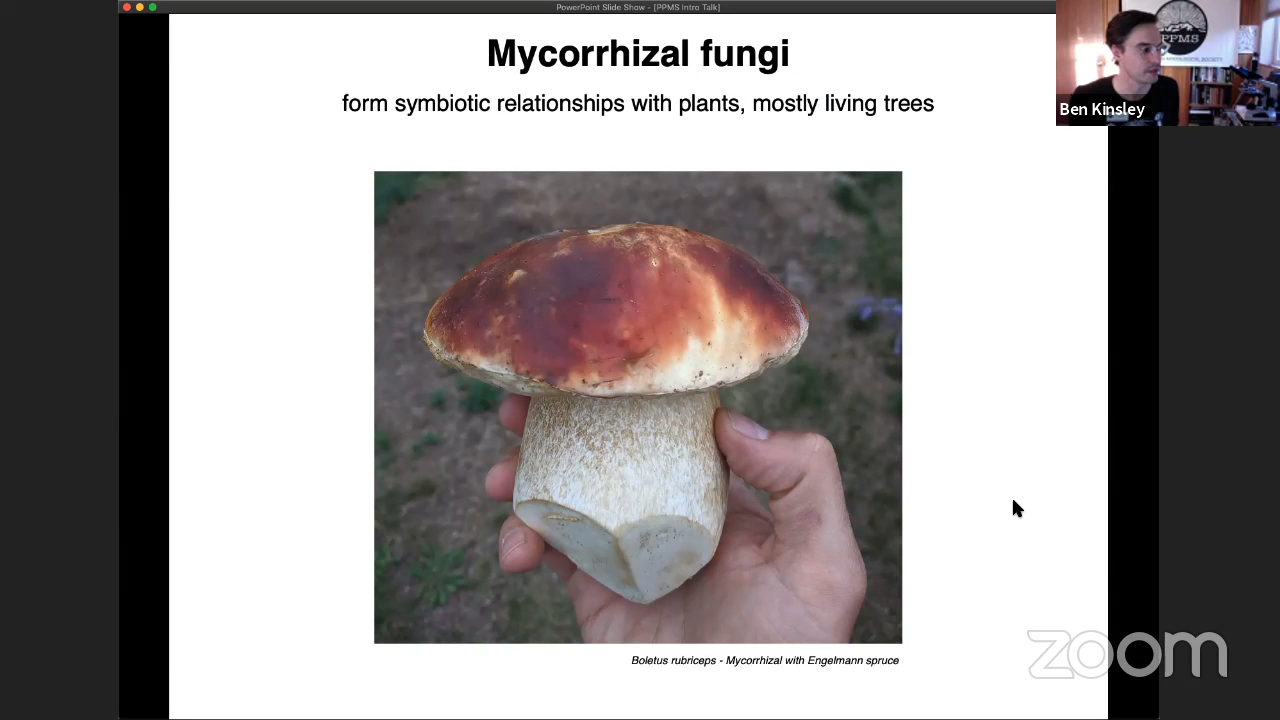 PowerPoint Slide Show - [PPMS Intro Talk]
Mycorrhizal fungi
form symbiotic relationships with plants, mostly living trees
PPMS
Ben Kinsley
Boletus rubriceps - Mycorrhizal with Engelmann spruce
zoom